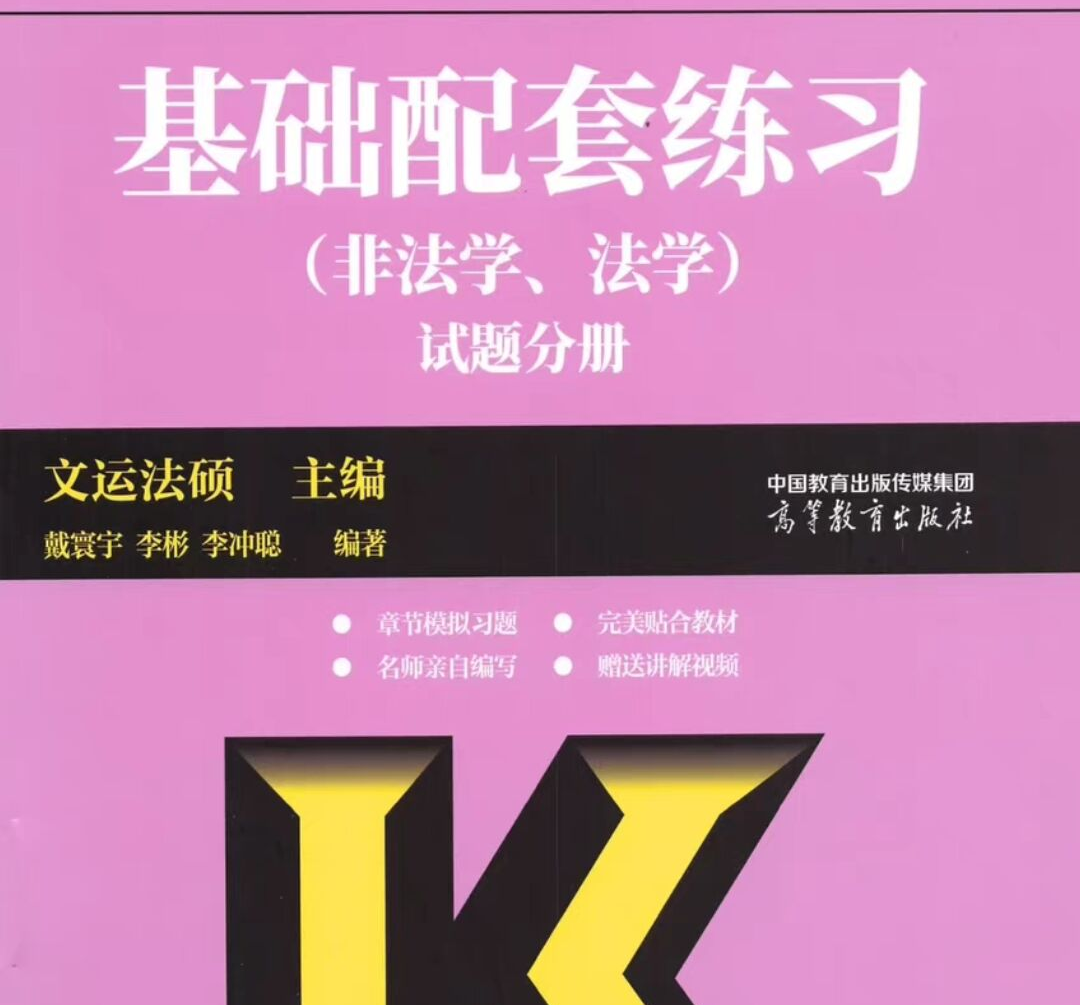 基础配套练习
（非法学、法学）
试题分册
文运法硕 主编
戴寰宇 李彬 李冲聪 编著
中国教育出版传媒集团
高等教育出版社
● 章节模拟习题 ● 完美贴合教材
● 名师亲自编写 ● 赠送讲解视频
K